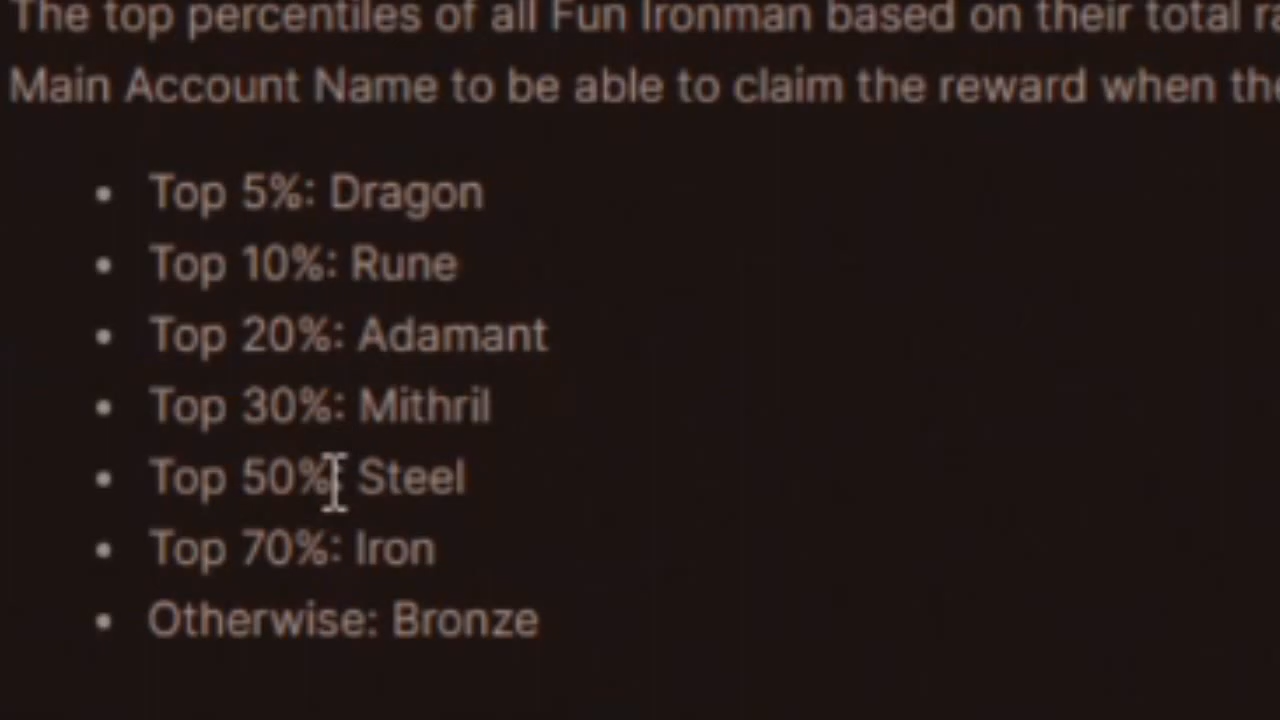 The top percentiles of all Fun Ironman based on their total
Main Account Name to be able to claim the reward when
• Top 5%: Dragon
• Top 10%: Rune
• Top 20%: Adamant
• Top 30%: Mithril
• Top 50%: Steel
• Top 70%: Iron
• Otherwise: Bronze